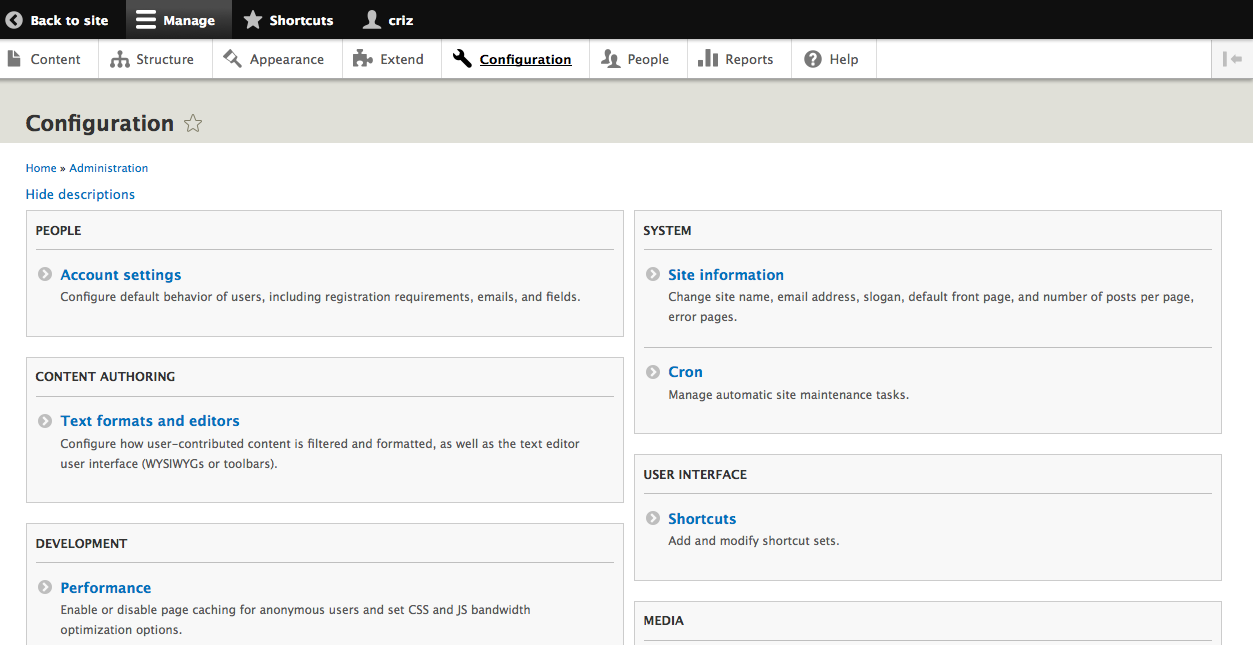 Back to site
Manage
Shortcuts
criz
Content
Structure
Appearance
Extend
Configuration
People
Reports
Help
Configuration
Home » Administration
Hide descriptions
PEOPLE
Account settings
Configure default behavior of users, including registration requirements, emails, and fields.
CONTENT AUTHORING
Text formats and editors
Configure how user-contributed content is filtered and formatted, as well as the text editor
user interface (WYSIWYGs or toolbars).
DEVELOPMENT
Performance
Enable or disable page caching for anonymous users and set CSS and JS bandwidth
optimization options.
SYSTEM
Site information
Change site name, email address, slogan, default front page, and number of posts per page,
error pages.
Cron
Manage automatic site maintenance tasks.
USER INTERFACE
Shortcuts
Add and modify shortcut sets.
MEDIA